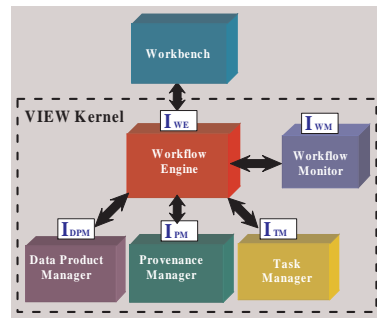 Workbench
VIEW Kernel
IWE
IWM
Workflow
Engine
Workflow
Monitor
IDPM
IPM
ITM
Data Product
Manager
Provenance
Manager
Task
Manager